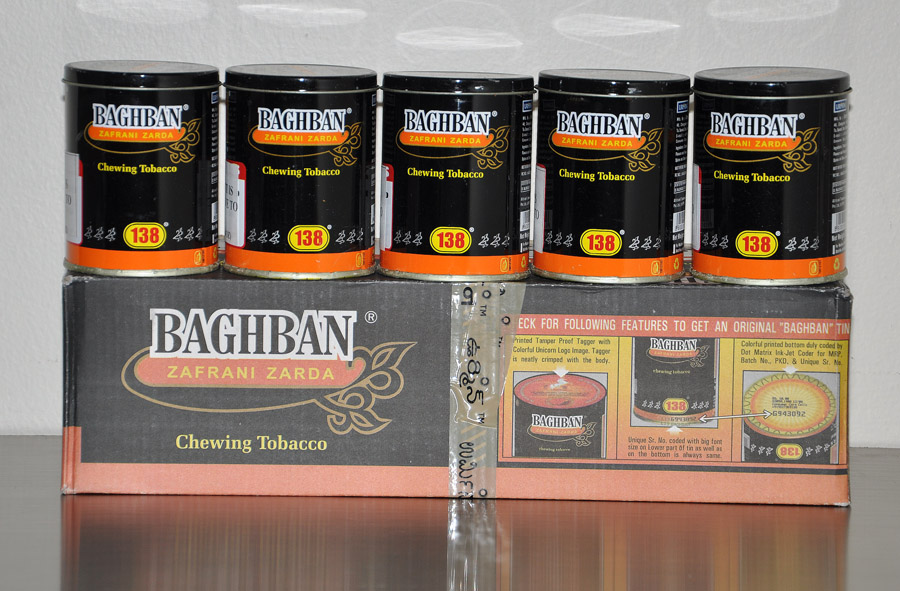 BAGHBAN®
ZAFRANI ZARDA
Chewing Tobacco
138
BAGHBAN®
ZAFRANI ZARDA
Chewing Tobacco
138
BAGHBAN®
ZAFRANI ZARDA
Chewing Tobacco
138
BAGHBAN®
ZAFRANI ZARDA
Chewing Tobacco
138
BAGHBAN®
ZAFRANI ZARDA
Chewing Tobacco
138
BAGHBAN®
ZAFRANI ZARDA
Chewing Tobacco
ECK FOR FOLLOWING FEATURES TO GET AN ORIGINAL "BAGHBAN" TIN
Printed Tamper Proof Tagger with
Colorful Unicorn Logo Image. Tagger
is neatly crimped with the body.
BAGHBAN
ZAFRANI ZARDA
chewing tobacco
BAGHBAN
chewing tobacco
138
G943092
Unique Sr. No. coded with big font
size on Lower part of tin as well as
on the bottom is always same.
Colorful printed bottom duly coded by
Dot Matrix Ink-Jet Coder for MRP,
Batch No., PKD. & Unique Sr. No.
G943092
138